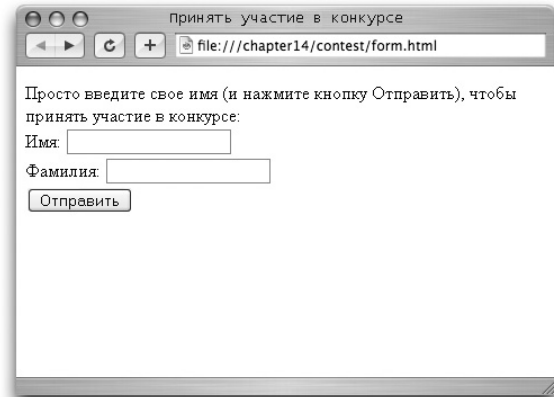 Принять участие в конкурсе
file:///chapter14/contest/form.html
Просто введите свое имя (и нажмите кнопку Отправить), чтобы
принять участие в конкурсе:
Имя:
Фамилия:
Отправить